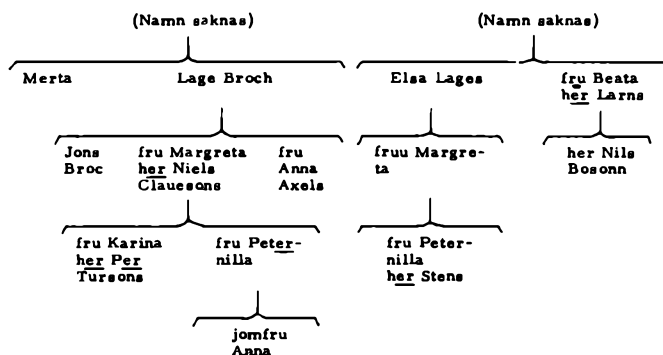 (Namn saknas) (Namn saknas)
Merta Lage Broch Elsa Lages fru Beata
her Larns
Jons fru Margreta fru fruu Margre- her Nils
Broc her Niels Anna ta Bosonn
Clauesons Axels
fru Karina fru Peter- fru Peter-
her Per nilla nilla
Tursons her Stens
jomfru
Anna